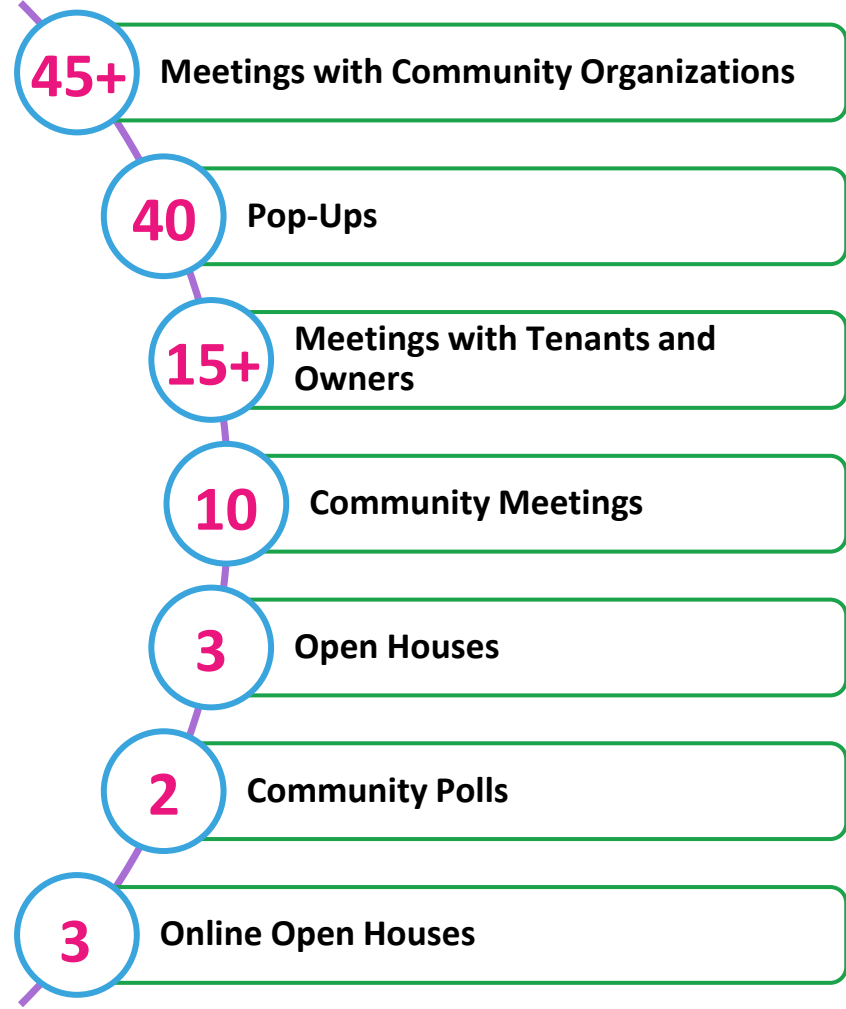 45+
Meetings with Community Organizations
40
Pop-Ups
15+
Meetings with Tenants and
Owners
10
Community Meetings
3
Open Houses
2
Community Polls
3
Online Open Houses